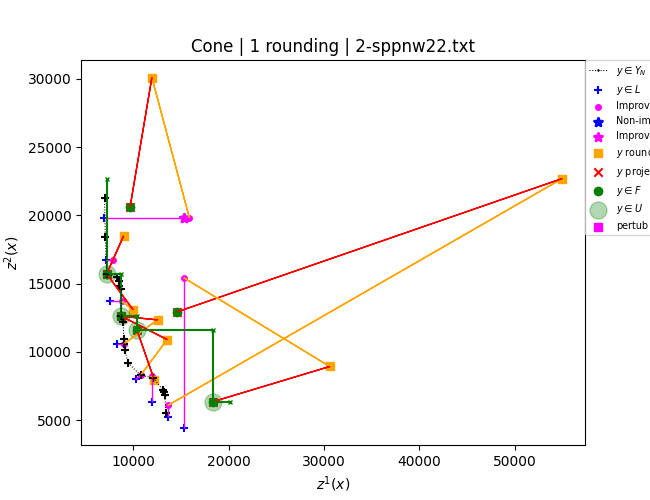 Cone | 1 rounding | 2-sppnw22.txt
30000
25000
20000
15000
10000
5000
z²(x)
10000 20000 30000 40000 50000
z¹(x)
y ∈ Y_N
y ∈ L
Improv
Non-im
Improv
y roun
y proje
y ∈ F
y ∈ U
pertub